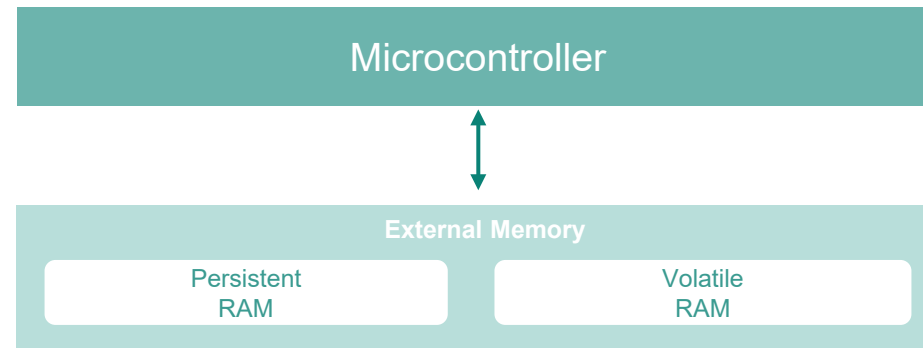 Microcontroller
External Memory
Persistent
RAM
Volatile
RAM